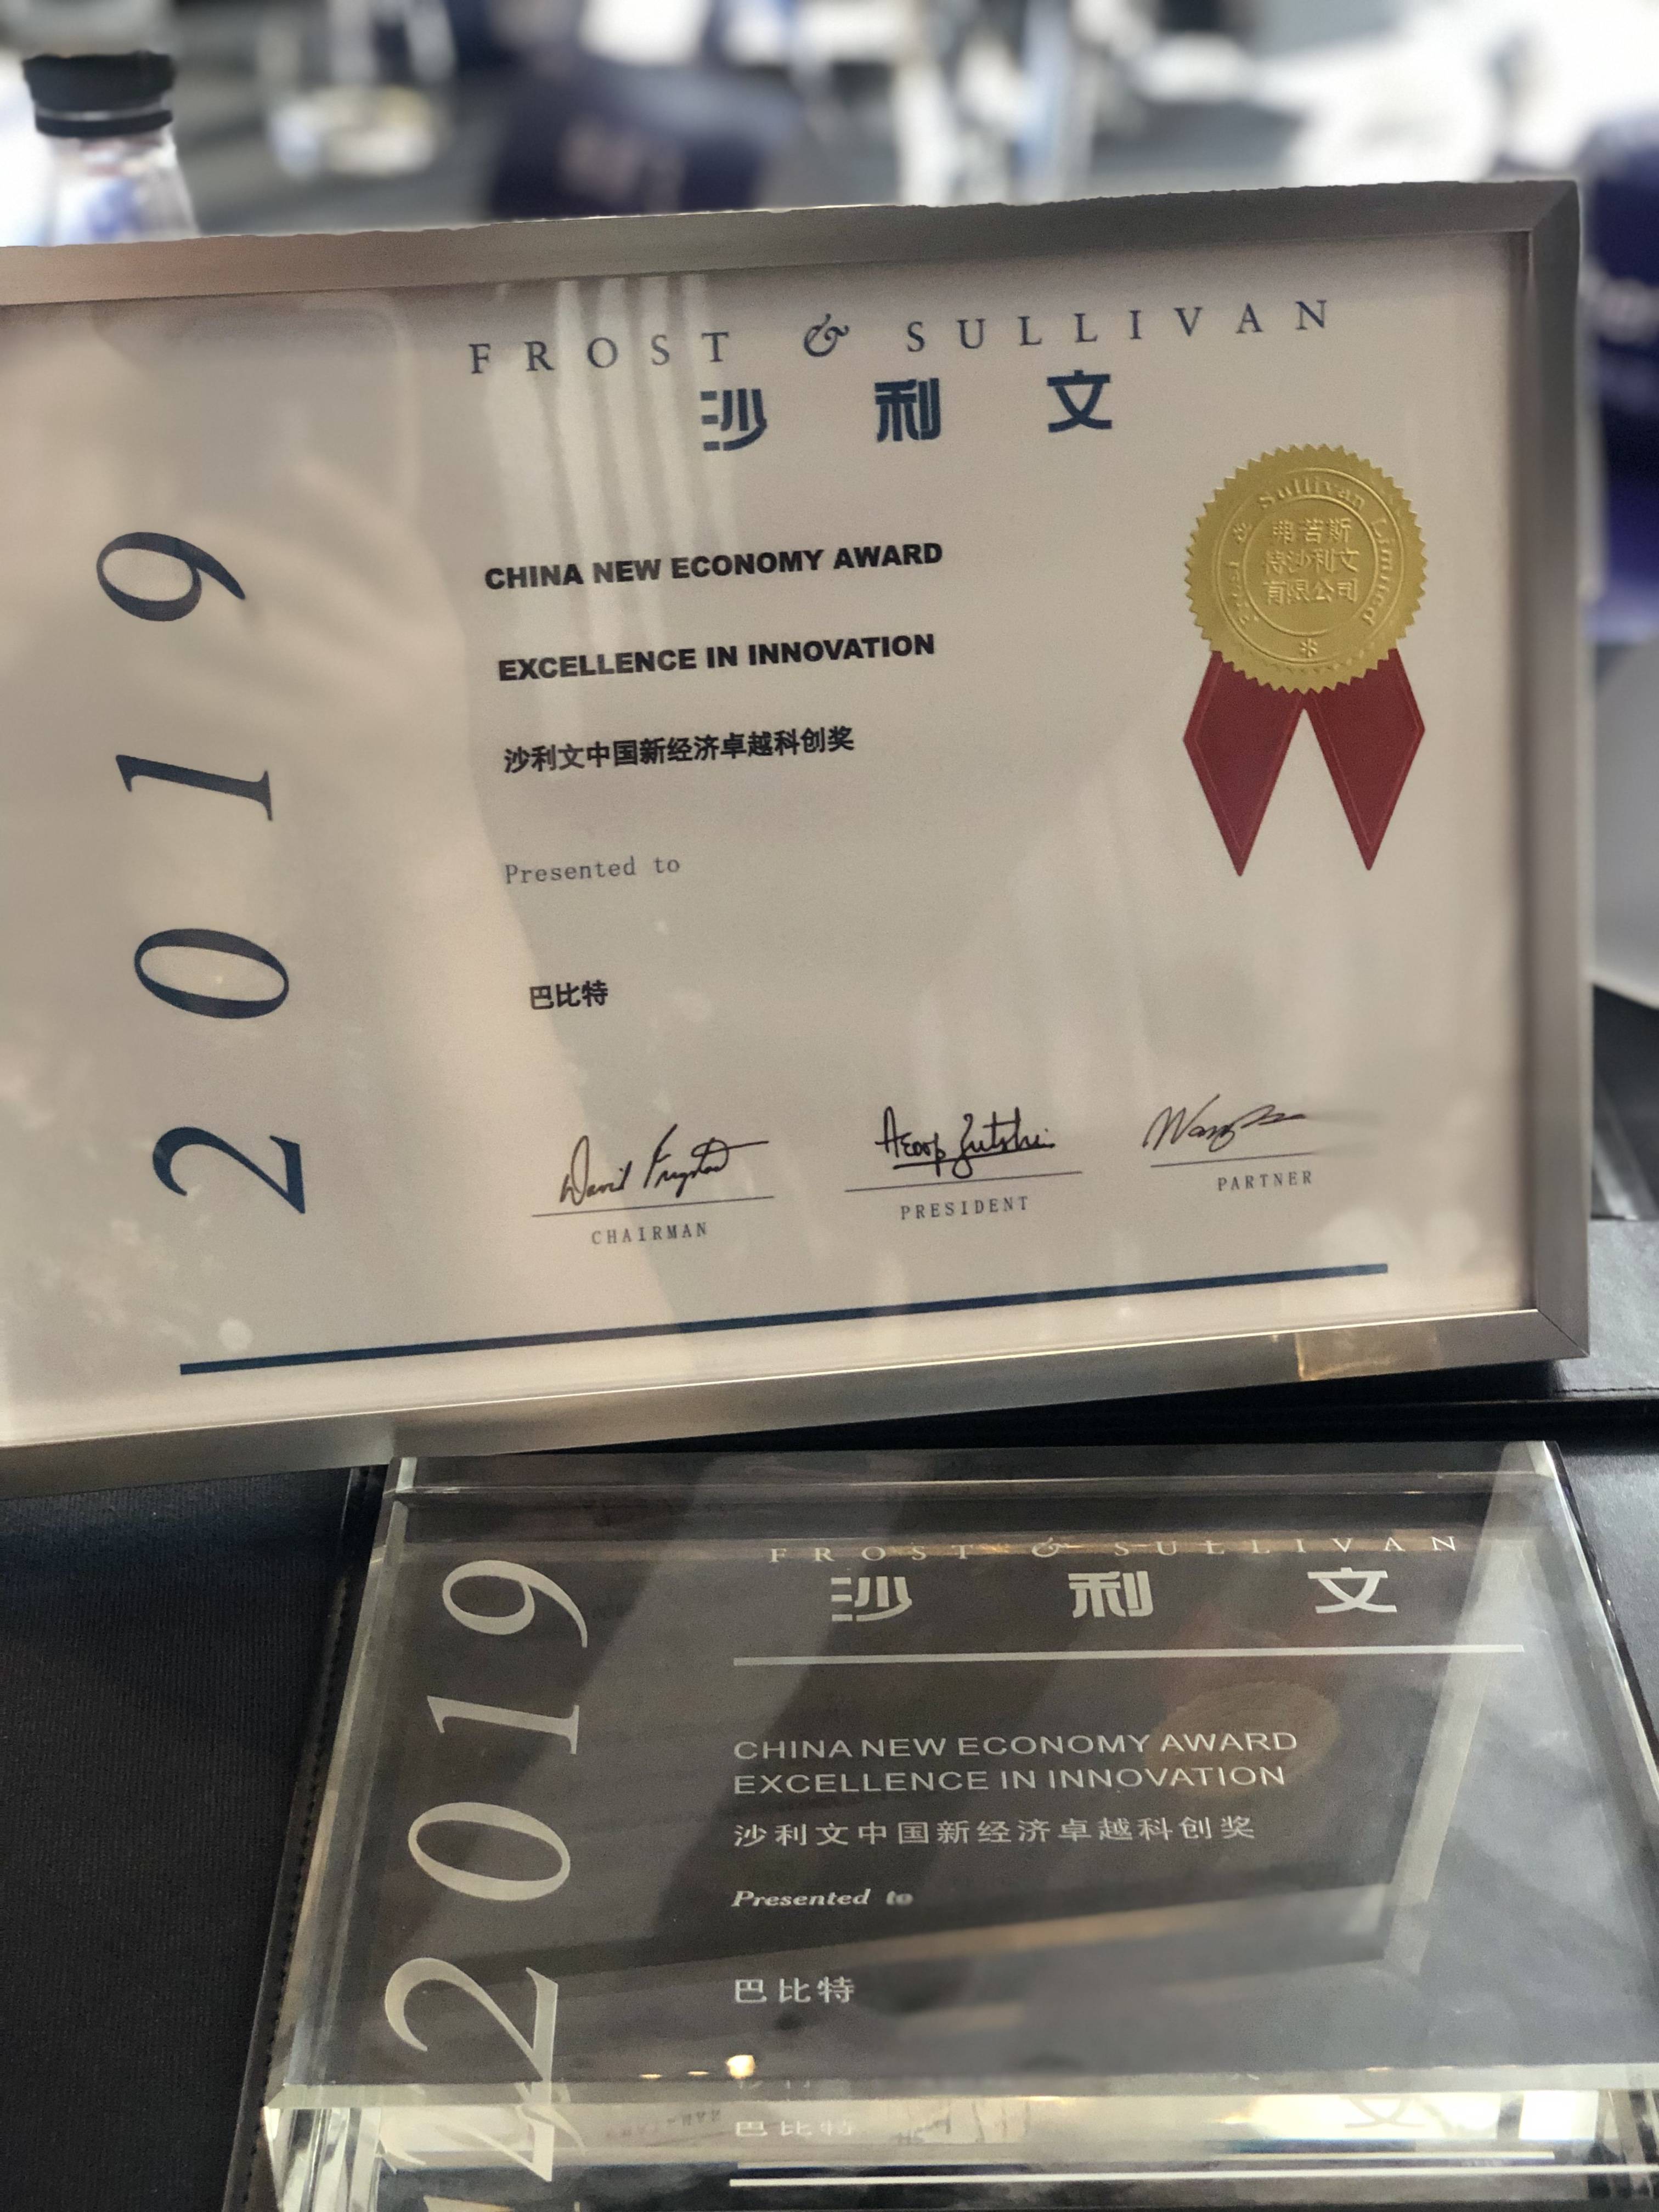 FROST & SULLIVAN
沙利文
2019
CHINA NEW ECONOMY AWARD
EXCELLENCE IN INNOVATION
沙利文中国新经济卓越科创奖
Presented to
巴比特
CHAIRMAN
PRESIDENT
PARTNER
Sullivan Limited
弗若斯
特沙利文
有限公司
FROST & SULLIVAN
沙利文
2019
CHINA NEW ECONOMY AWARD
EXCELLENCE IN INNOVATION
沙利文中国新经济卓越科创奖
Presented to
巴比特